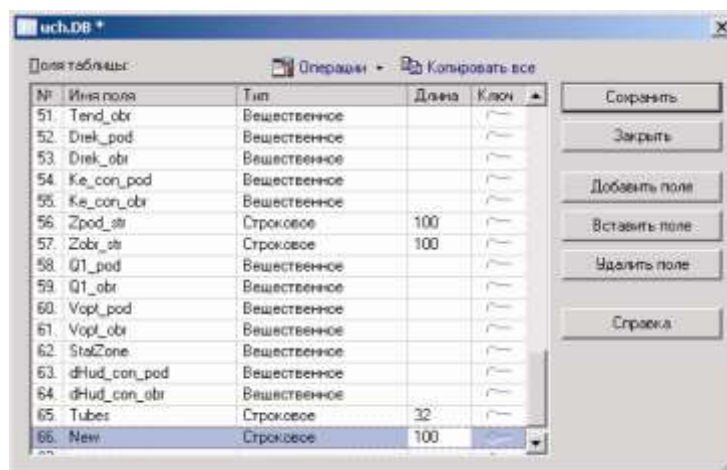 uch.DB *
Поля таблицы: Операции Копировать все
№ Имя поля Тип Длина Ключ
51. Tend_obr Вещественное
52. Drek_pod Вещественное
53. Drek_obr Вещественное
54. Ke_con_pod Вещественное
55. Ke_con_obr Вещественное
56. Zpod_str Строковое 100
57. Zobr_str Строковое 100
58. Q1_pod Вещественное
59. Q1_obr Вещественное
60. Vopt_pod Вещественное
61. Vopt_obr Вещественное
62. StatZone Вещественное
63. dHud_con_pod Вещественное
64. dHud_con_obr Вещественное
65. Tubes Строковое 32
66. New Строковое 100
Сохранить
Закрыть
Добавить поле
Вставить поле
Удалить поле
Справка